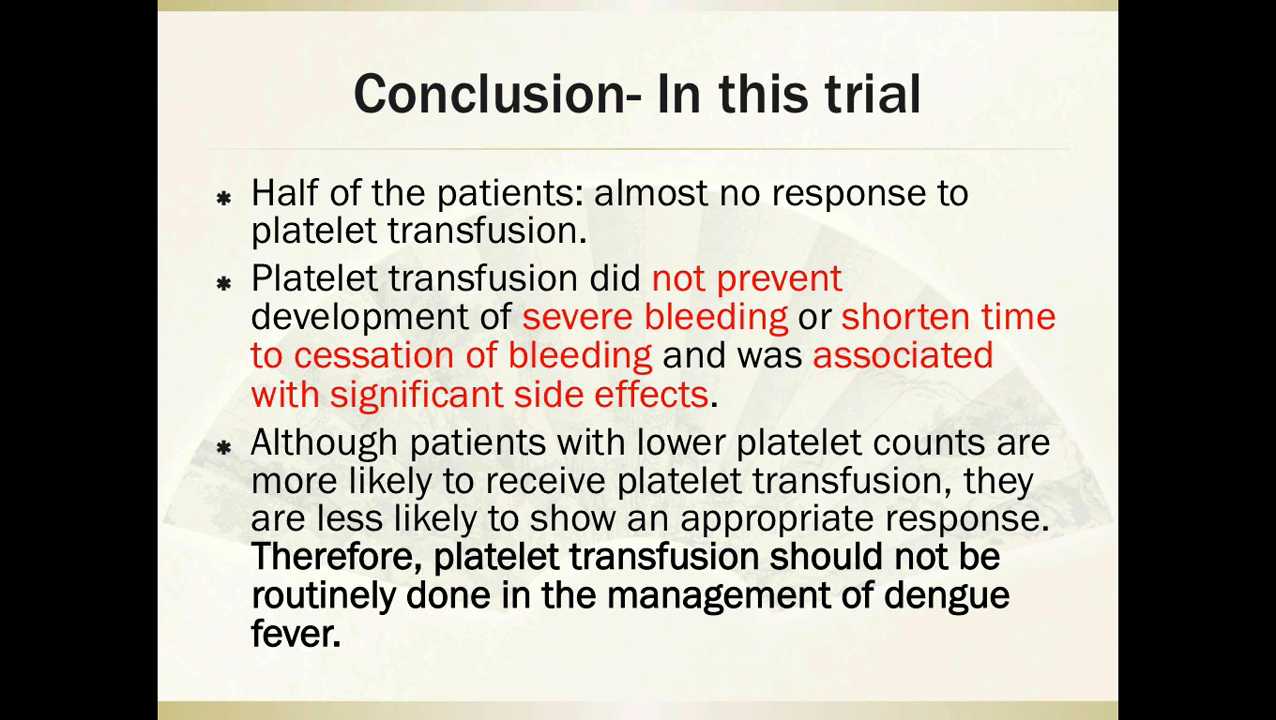 Conclusion- In this trial
Half of the patients: almost no response to
platelet transfusion.
Platelet transfusion did not prevent
development of severe bleeding or shorten time
to cessation of bleeding and was associated
with significant side effects.
Although patients with lower platelet counts are
more likely to receive platelet transfusion, they
are less likely to show an appropriate response.
Therefore, platelet transfusion should not be
routinely done in the management of dengue
fever.